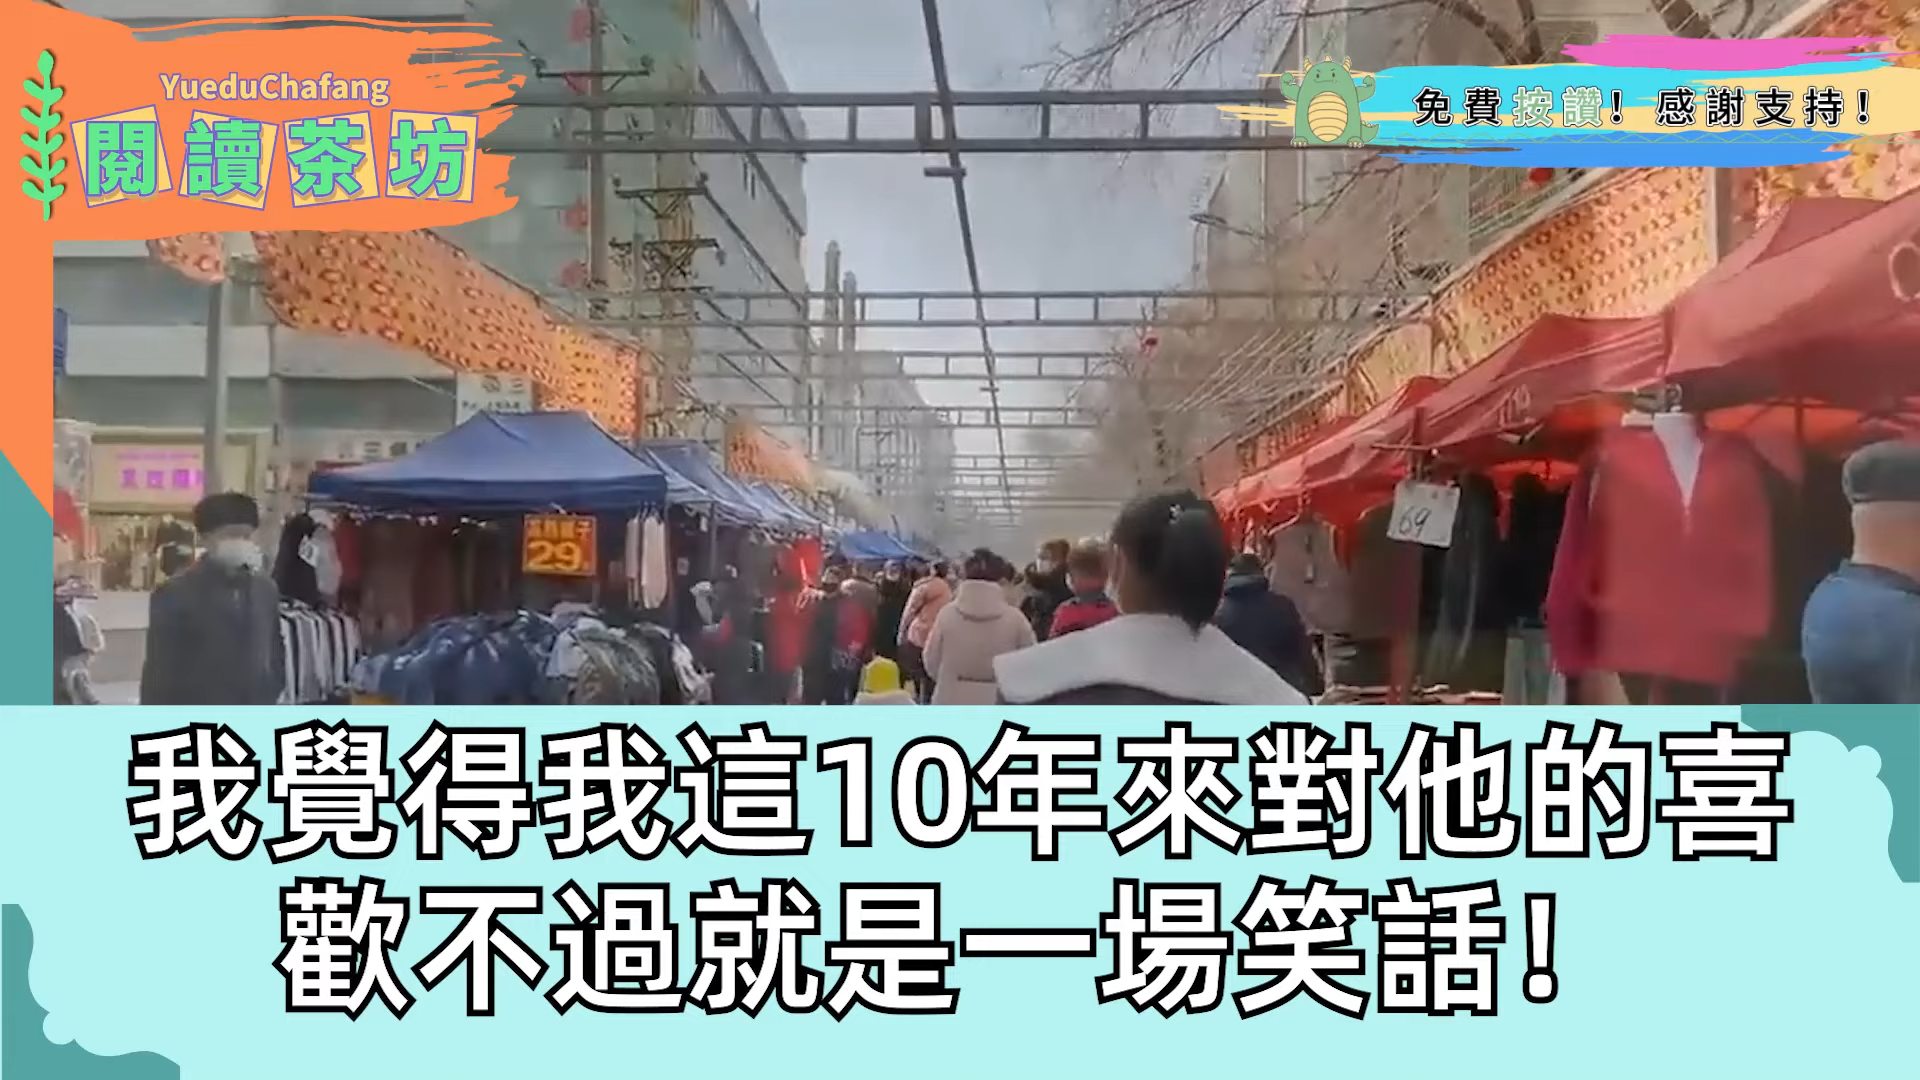 YueduChafang
閱讀茶坊
免費按讚！感謝支持！
29
69
我覺得我這10年來對他的喜
歡不過就是一場笑話！